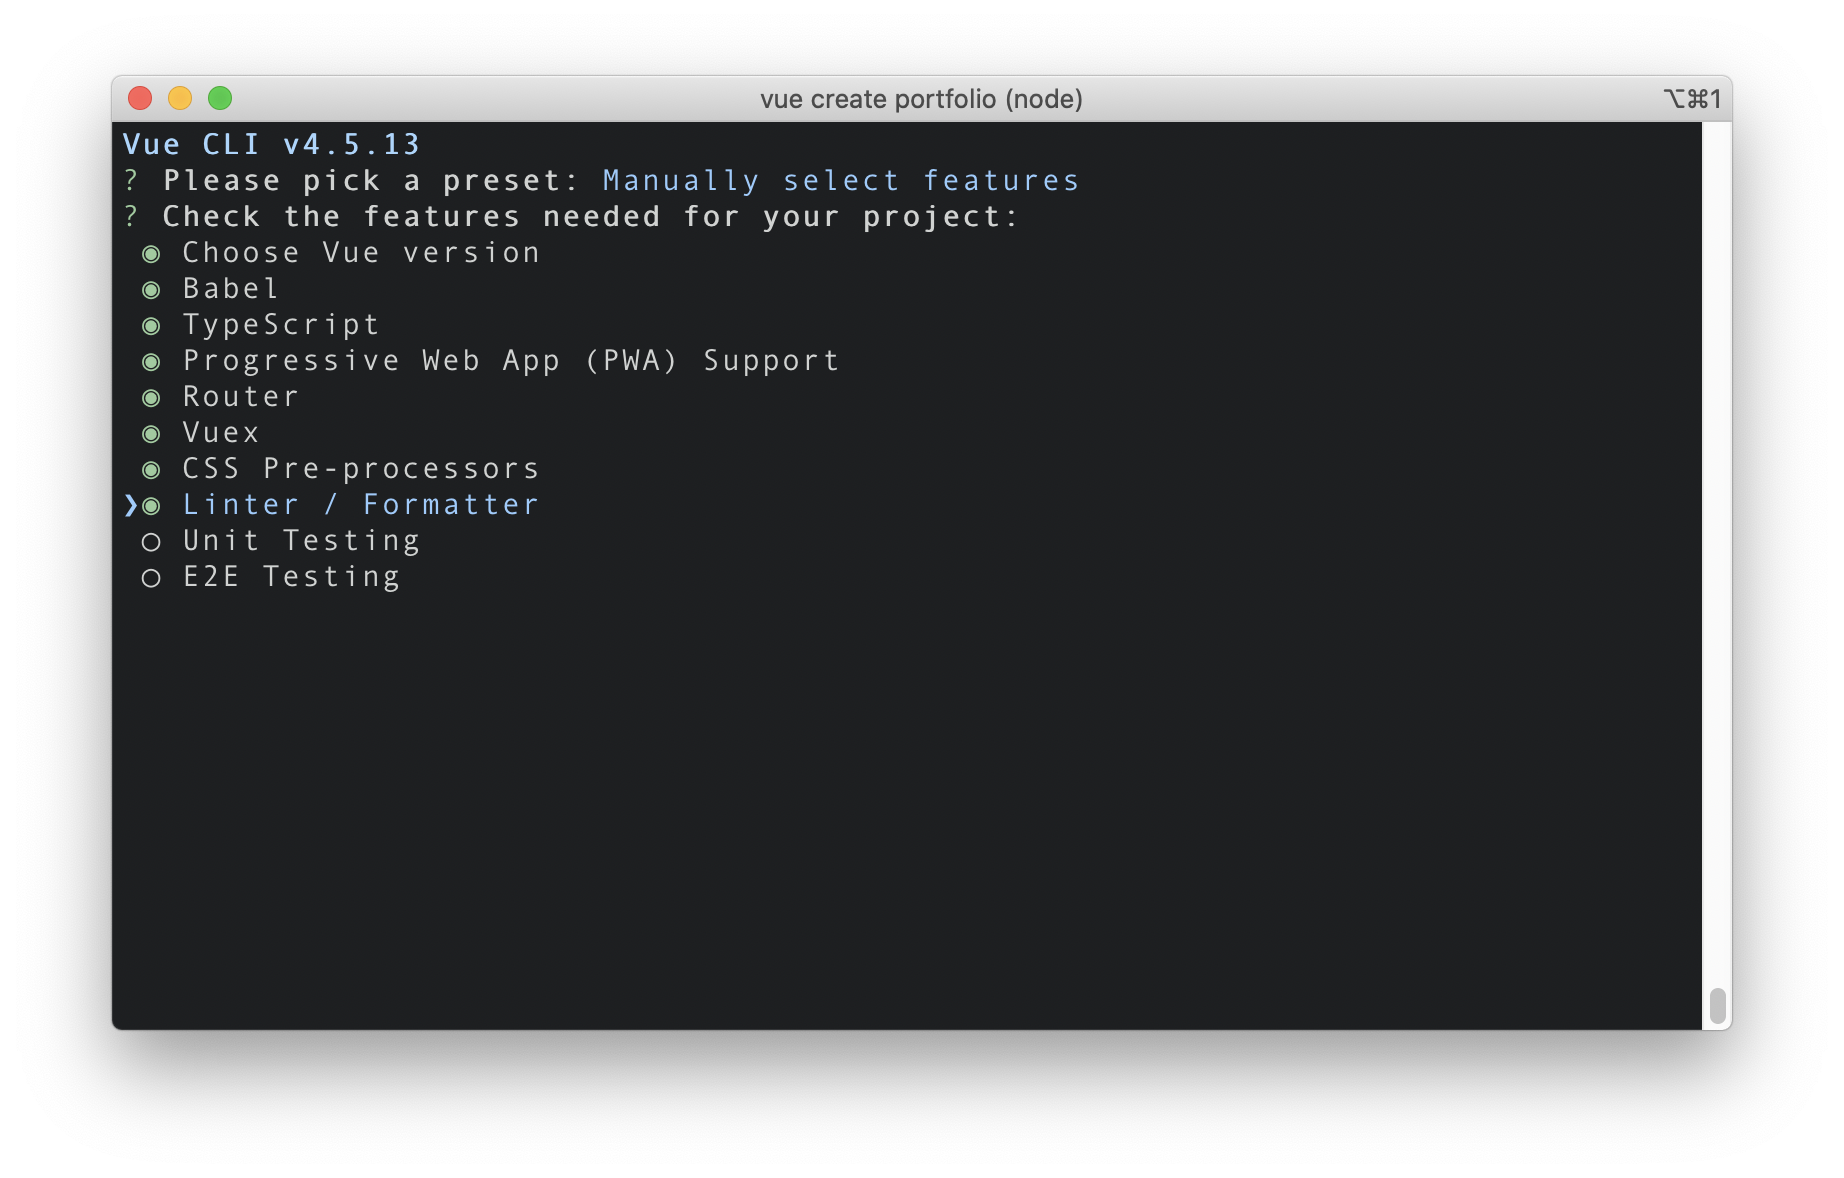 vue create portfolio (node)
⌥⌘1
Vue CLI v4.5.13
? Please pick a preset: Manually select features
? Check the features needed for your project:
◉ Choose Vue version
◉ Babel
◉ TypeScript
◉ Progressive Web App (PWA) Support
◉ Router
◉ Vuex
◉ CSS Pre-processors
❯◉ Linter / Formatter
◯ Unit Testing
◯ E2E Testing